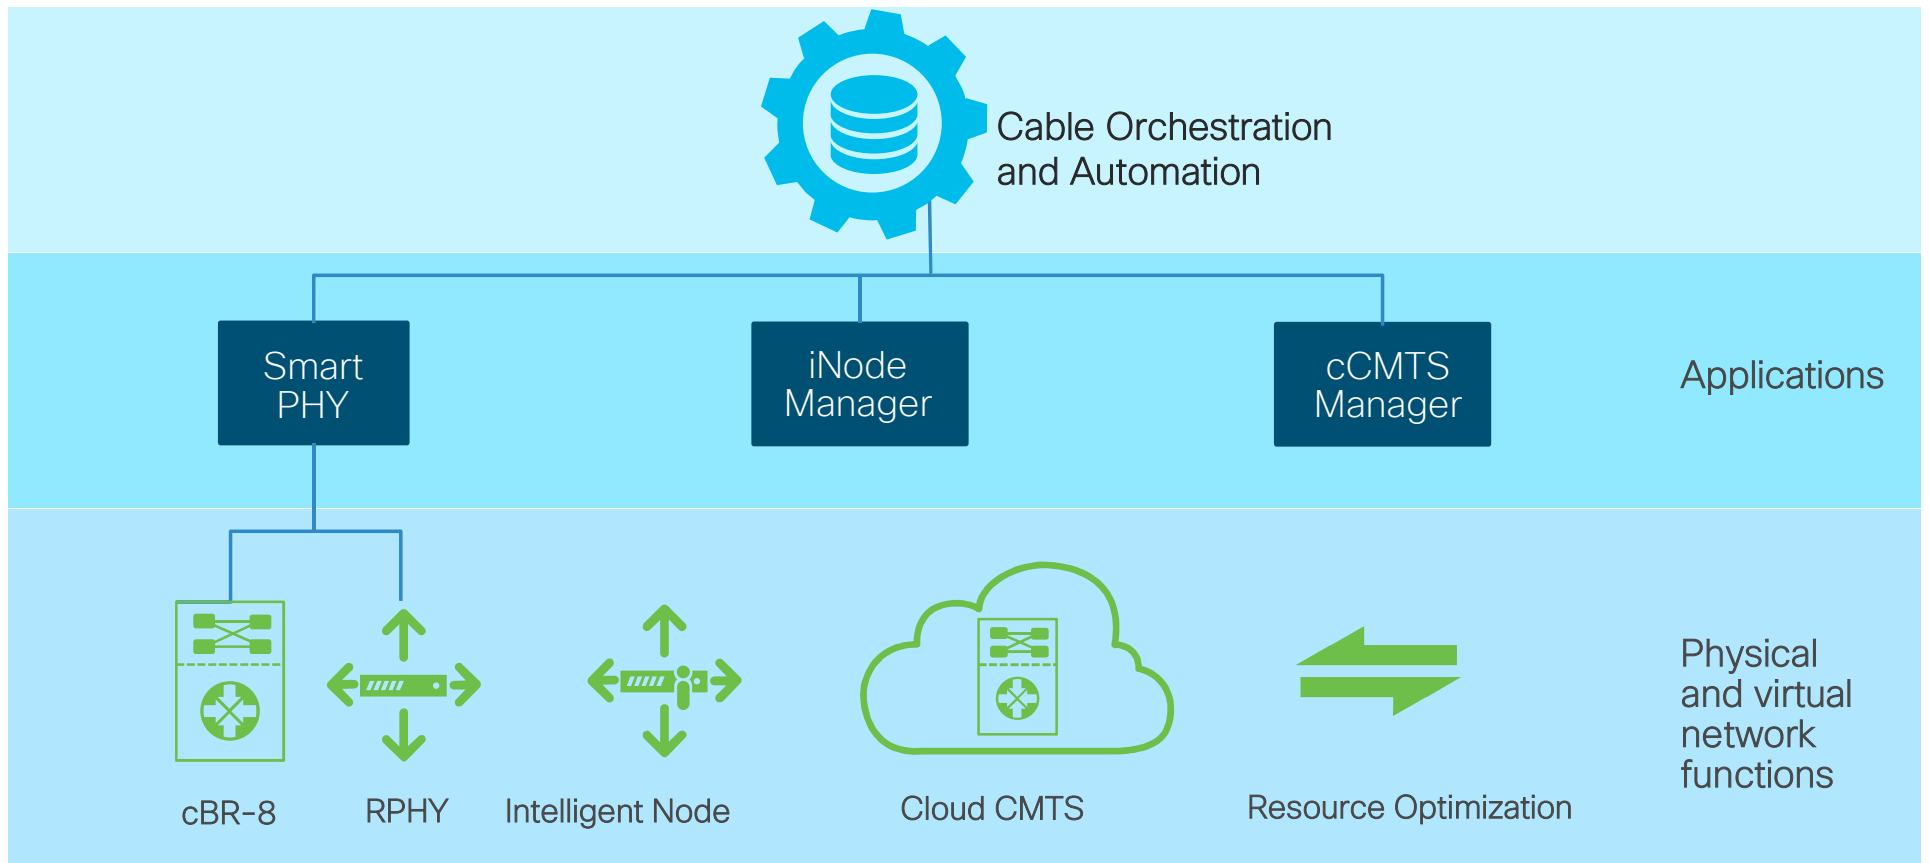 Cable Orchestration
and Automation
Smart
PHY
iNode
Manager
cCMTS
Manager
Applications
Physical
and virtual
network
functions
cBR-8
RPHY
Intelligent Node
Cloud CMTS
Resource Optimization